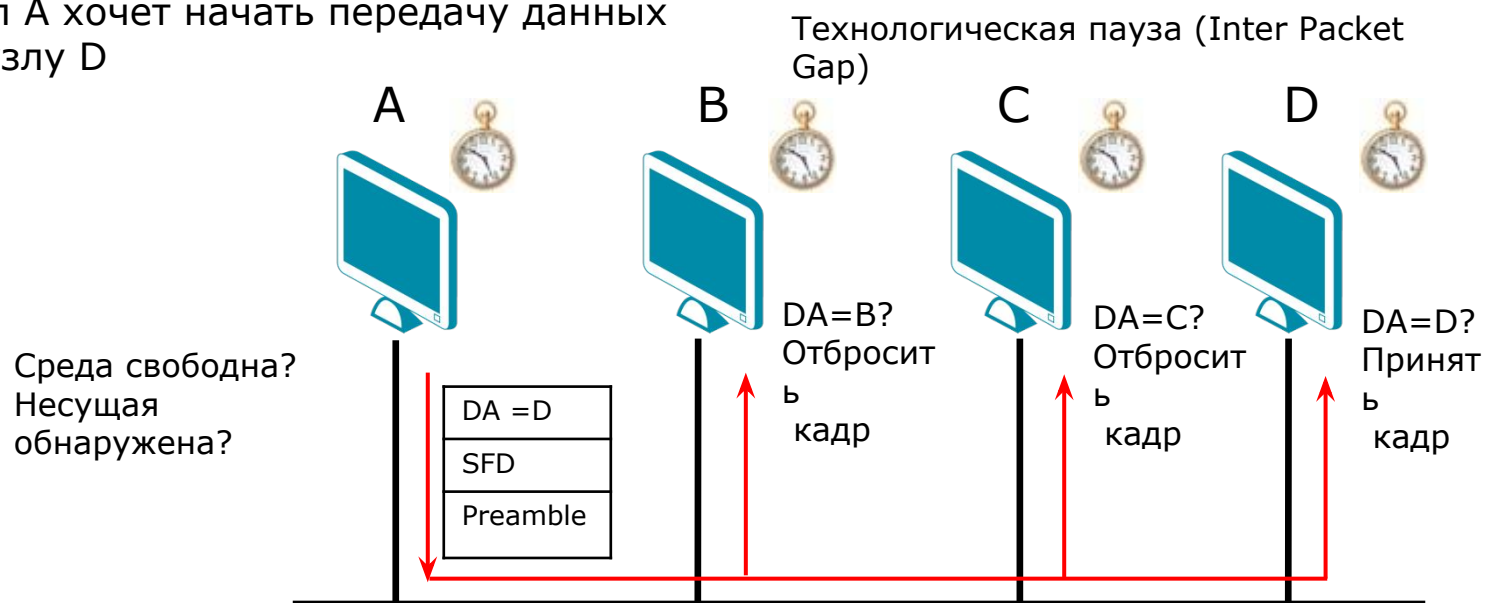 А хочет начать передачу данных
злу D
Технологическая пауза (Inter Packet
Gap)
A
B
C
D
Среда свободна?
Несущая
обнаружена?
DA =D
SFD
Preamble
DA=B?
Отбросит
ь
кадр
DA=C?
Отбросит
ь
кадр
DA=D?
Принят
ь
кадр